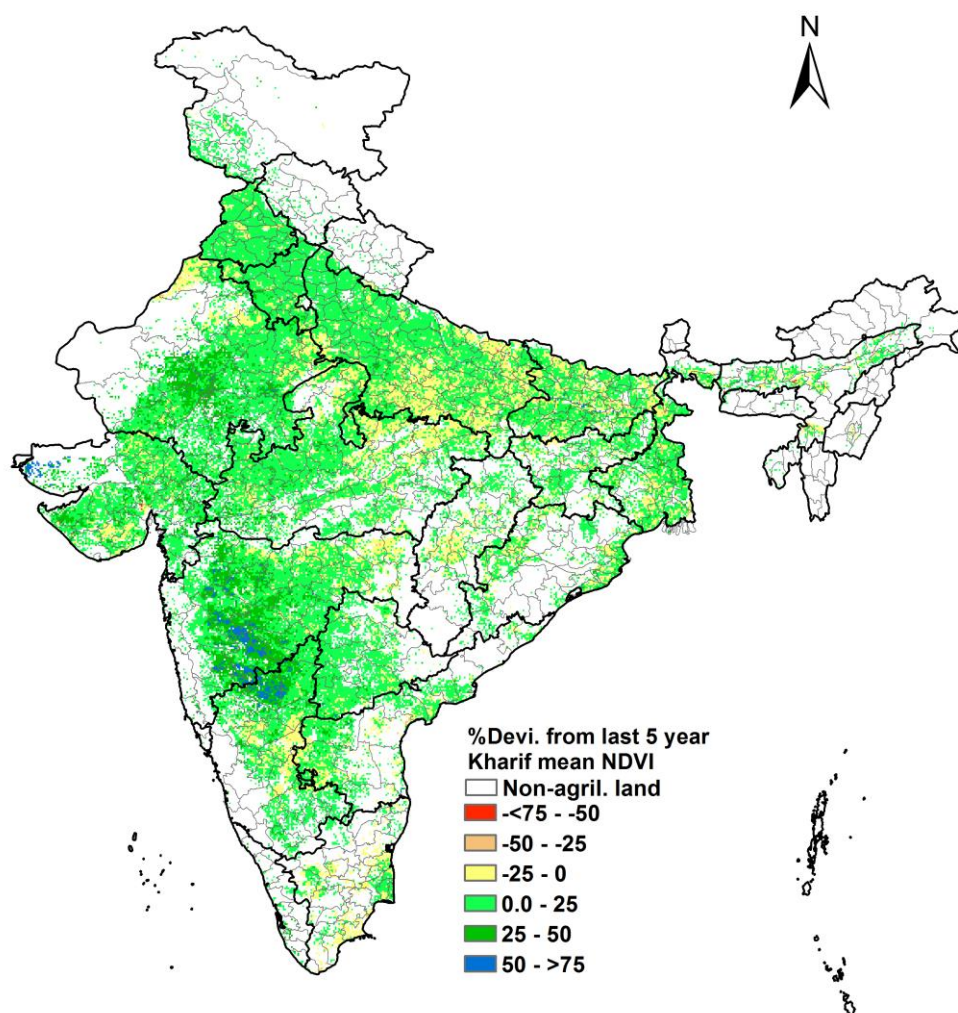 N
%Devi. from last 5 year
Kharif mean NDVI
Non-agril. land
-<75 - -50
-50 - -25
-25 - 0
0.0 - 25
25 - 50
50 - >75